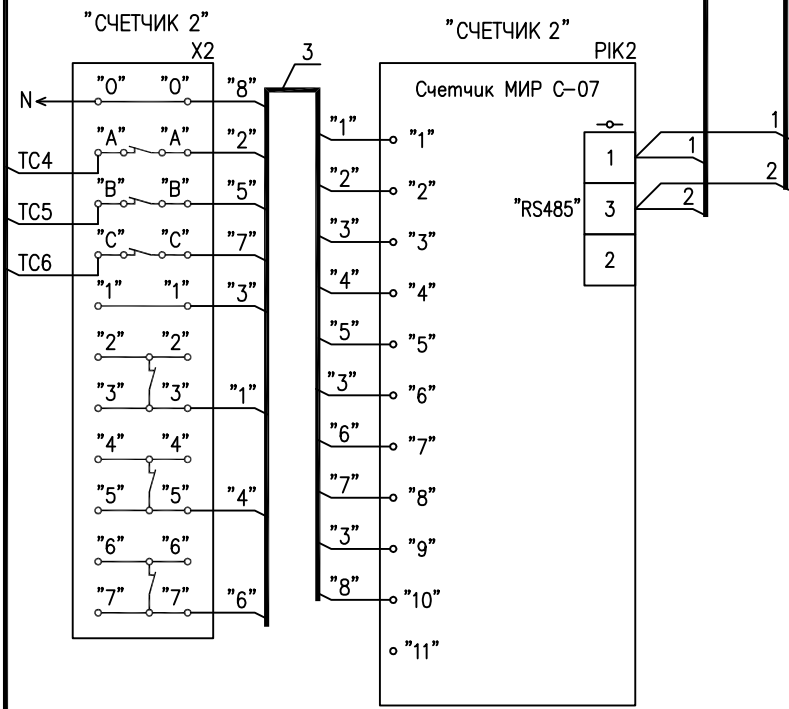 "СЧЕТЧИК 2"
X2
N
"0" "0" "8"
"A" "A" "2"
TC4
"B" "B" "5"
TC5
"C" "C" "7"
TC6
"1" "1" "3"
"2" "2"
"3" "3" "1"
"4" "4"
"5" "5" "4"
"6" "6"
"7" "7" "6"
3
"СЧЕТЧИК 2"
PIK2
Счетчик МИР С-07
"1" "1"
"2" "2"
"3" "3"
"4" "4"
"5" "5"
"3" "6"
"6" "7"
"7" "8"
"3" "9"
"8" "10"
"11"
"RS485"
1
3
2
1
1
2
2